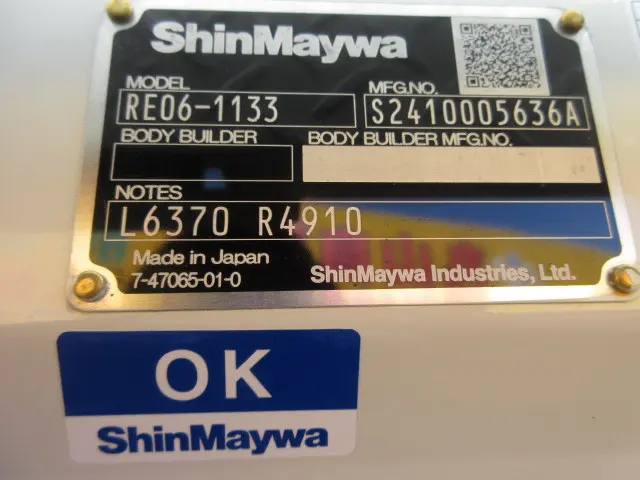 ShinMaywa
MODEL
RE06-1133
MFG.NO.
S2410005636A
BODY BUILDER
BODY BUILDER MFG.NO.
NOTES
L6370 R4910
Made in Japan
7-47065-01-0
ShinMaywa Industries, Ltd.
OK
ShinMaywa